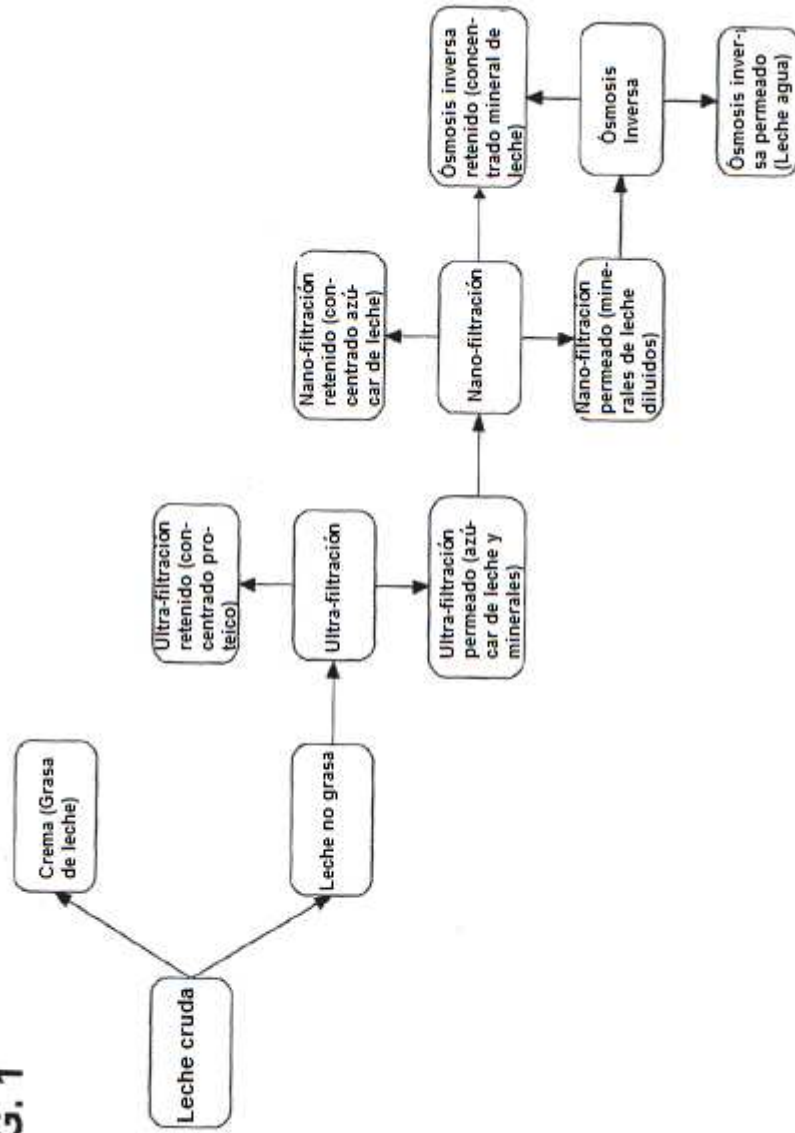 G. 1
Leche cruda
Crema (Grasa
de leche)
Leche no grasa
Ultra-filtración
retenido (con-
centrado pro-
teico)
Ultra-filtración
Ultra-filtración
permeado (azú-
car de leche y
minerales)
Nano-filtración
retenido (con-
centrado azú-
car de leche)
Nano-filtración
Nano-filtración
permeado (mine-
rales de leche
diluidos)
Ósmosis inversa
retenido (concen-
trado mineral de
leche)
Ósmosis
Inversa
Ósmosis inver-
sa permeado
(Leche agua)